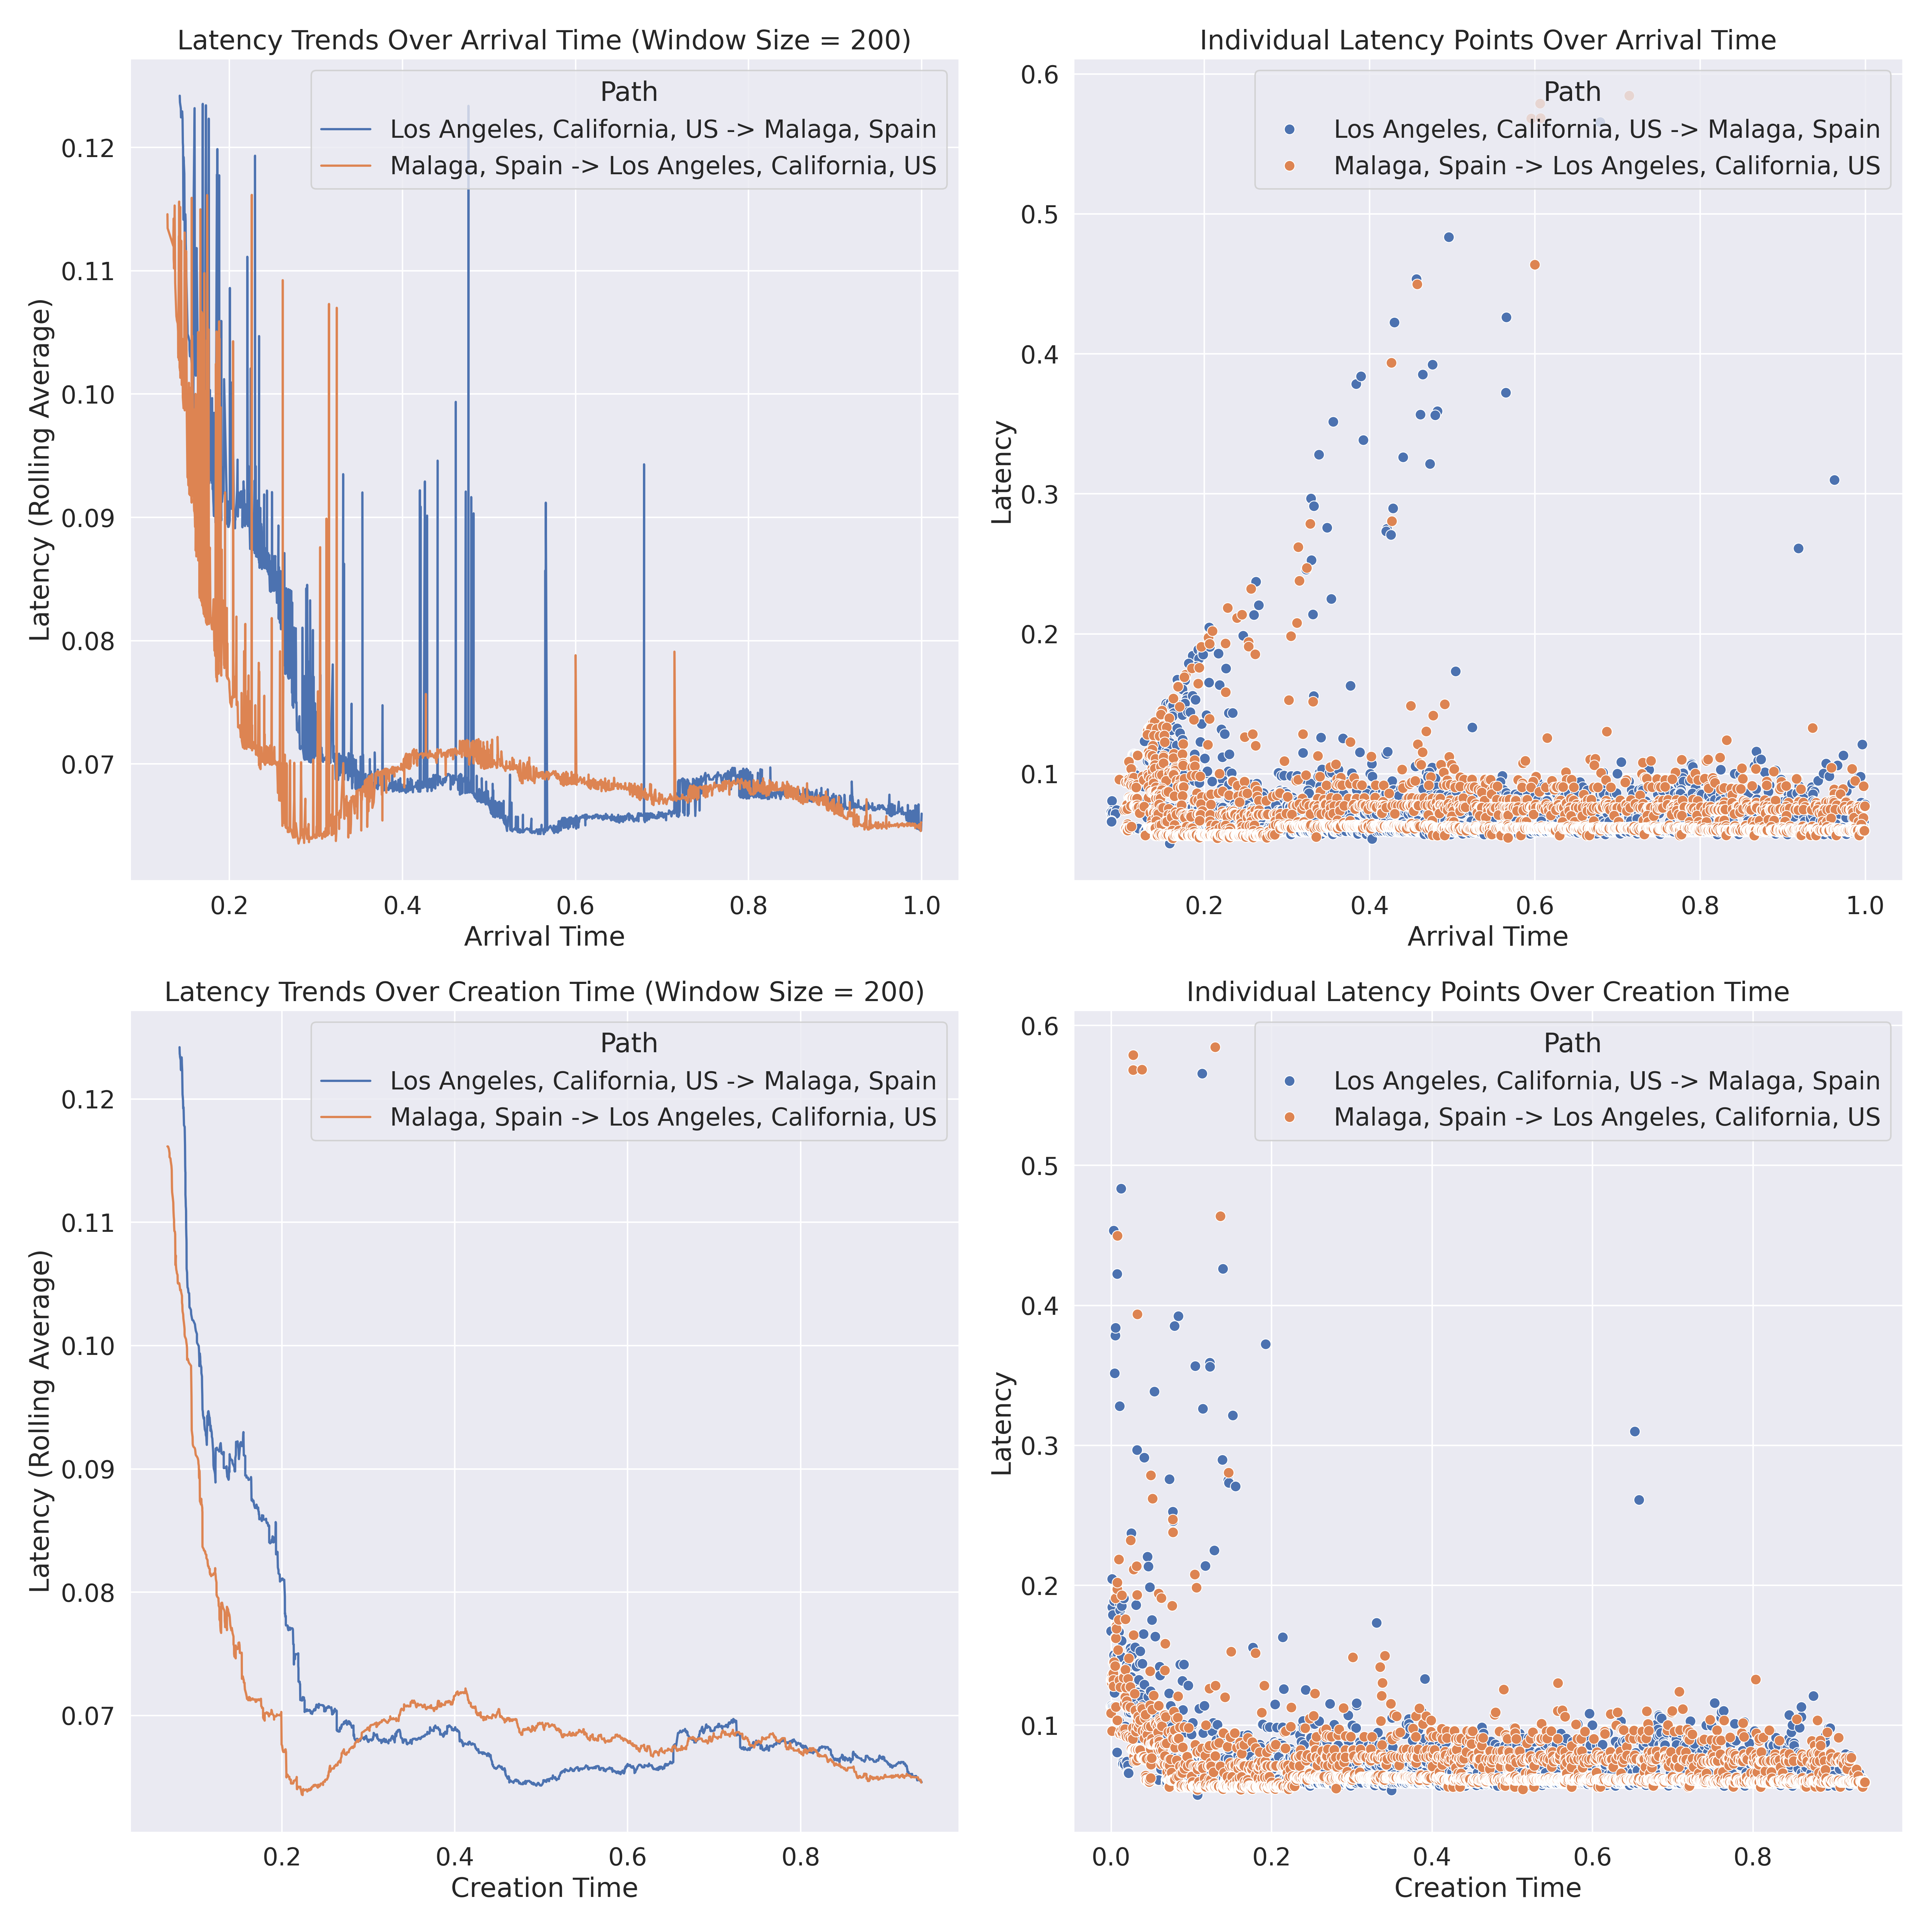 Latency Trends Over Arrival Time (Window Size = 200)
Path
Los Angeles, California, US -> Malaga, Spain
Malaga, Spain -> Los Angeles, California, US
0.12
0.11
0.10
0.09
0.08
0.07
Latency (Rolling Average)
0.2 0.4 0.6 0.8 1.0
Arrival Time
Individual Latency Points Over Arrival Time
Path
Los Angeles, California, US -> Malaga, Spain
Malaga, Spain -> Los Angeles, California, US
0.6
0.5
0.4
0.3
0.2
0.1
Latency
0.2 0.4 0.6 0.8 1.0
Arrival Time
Latency Trends Over Creation Time (Window Size = 200)
Path
Los Angeles, California, US -> Malaga, Spain
Malaga, Spain -> Los Angeles, California, US
0.12
0.11
0.10
0.09
0.08
0.07
Latency (Rolling Average)
0.2 0.4 0.6 0.8
Creation Time
Individual Latency Points Over Creation Time
Path
Los Angeles, California, US -> Malaga, Spain
Malaga, Spain -> Los Angeles, California, US
0.6
0.5
0.4
0.3
0.2
0.1
Latency
0.0 0.2 0.4 0.6 0.8
Creation Time